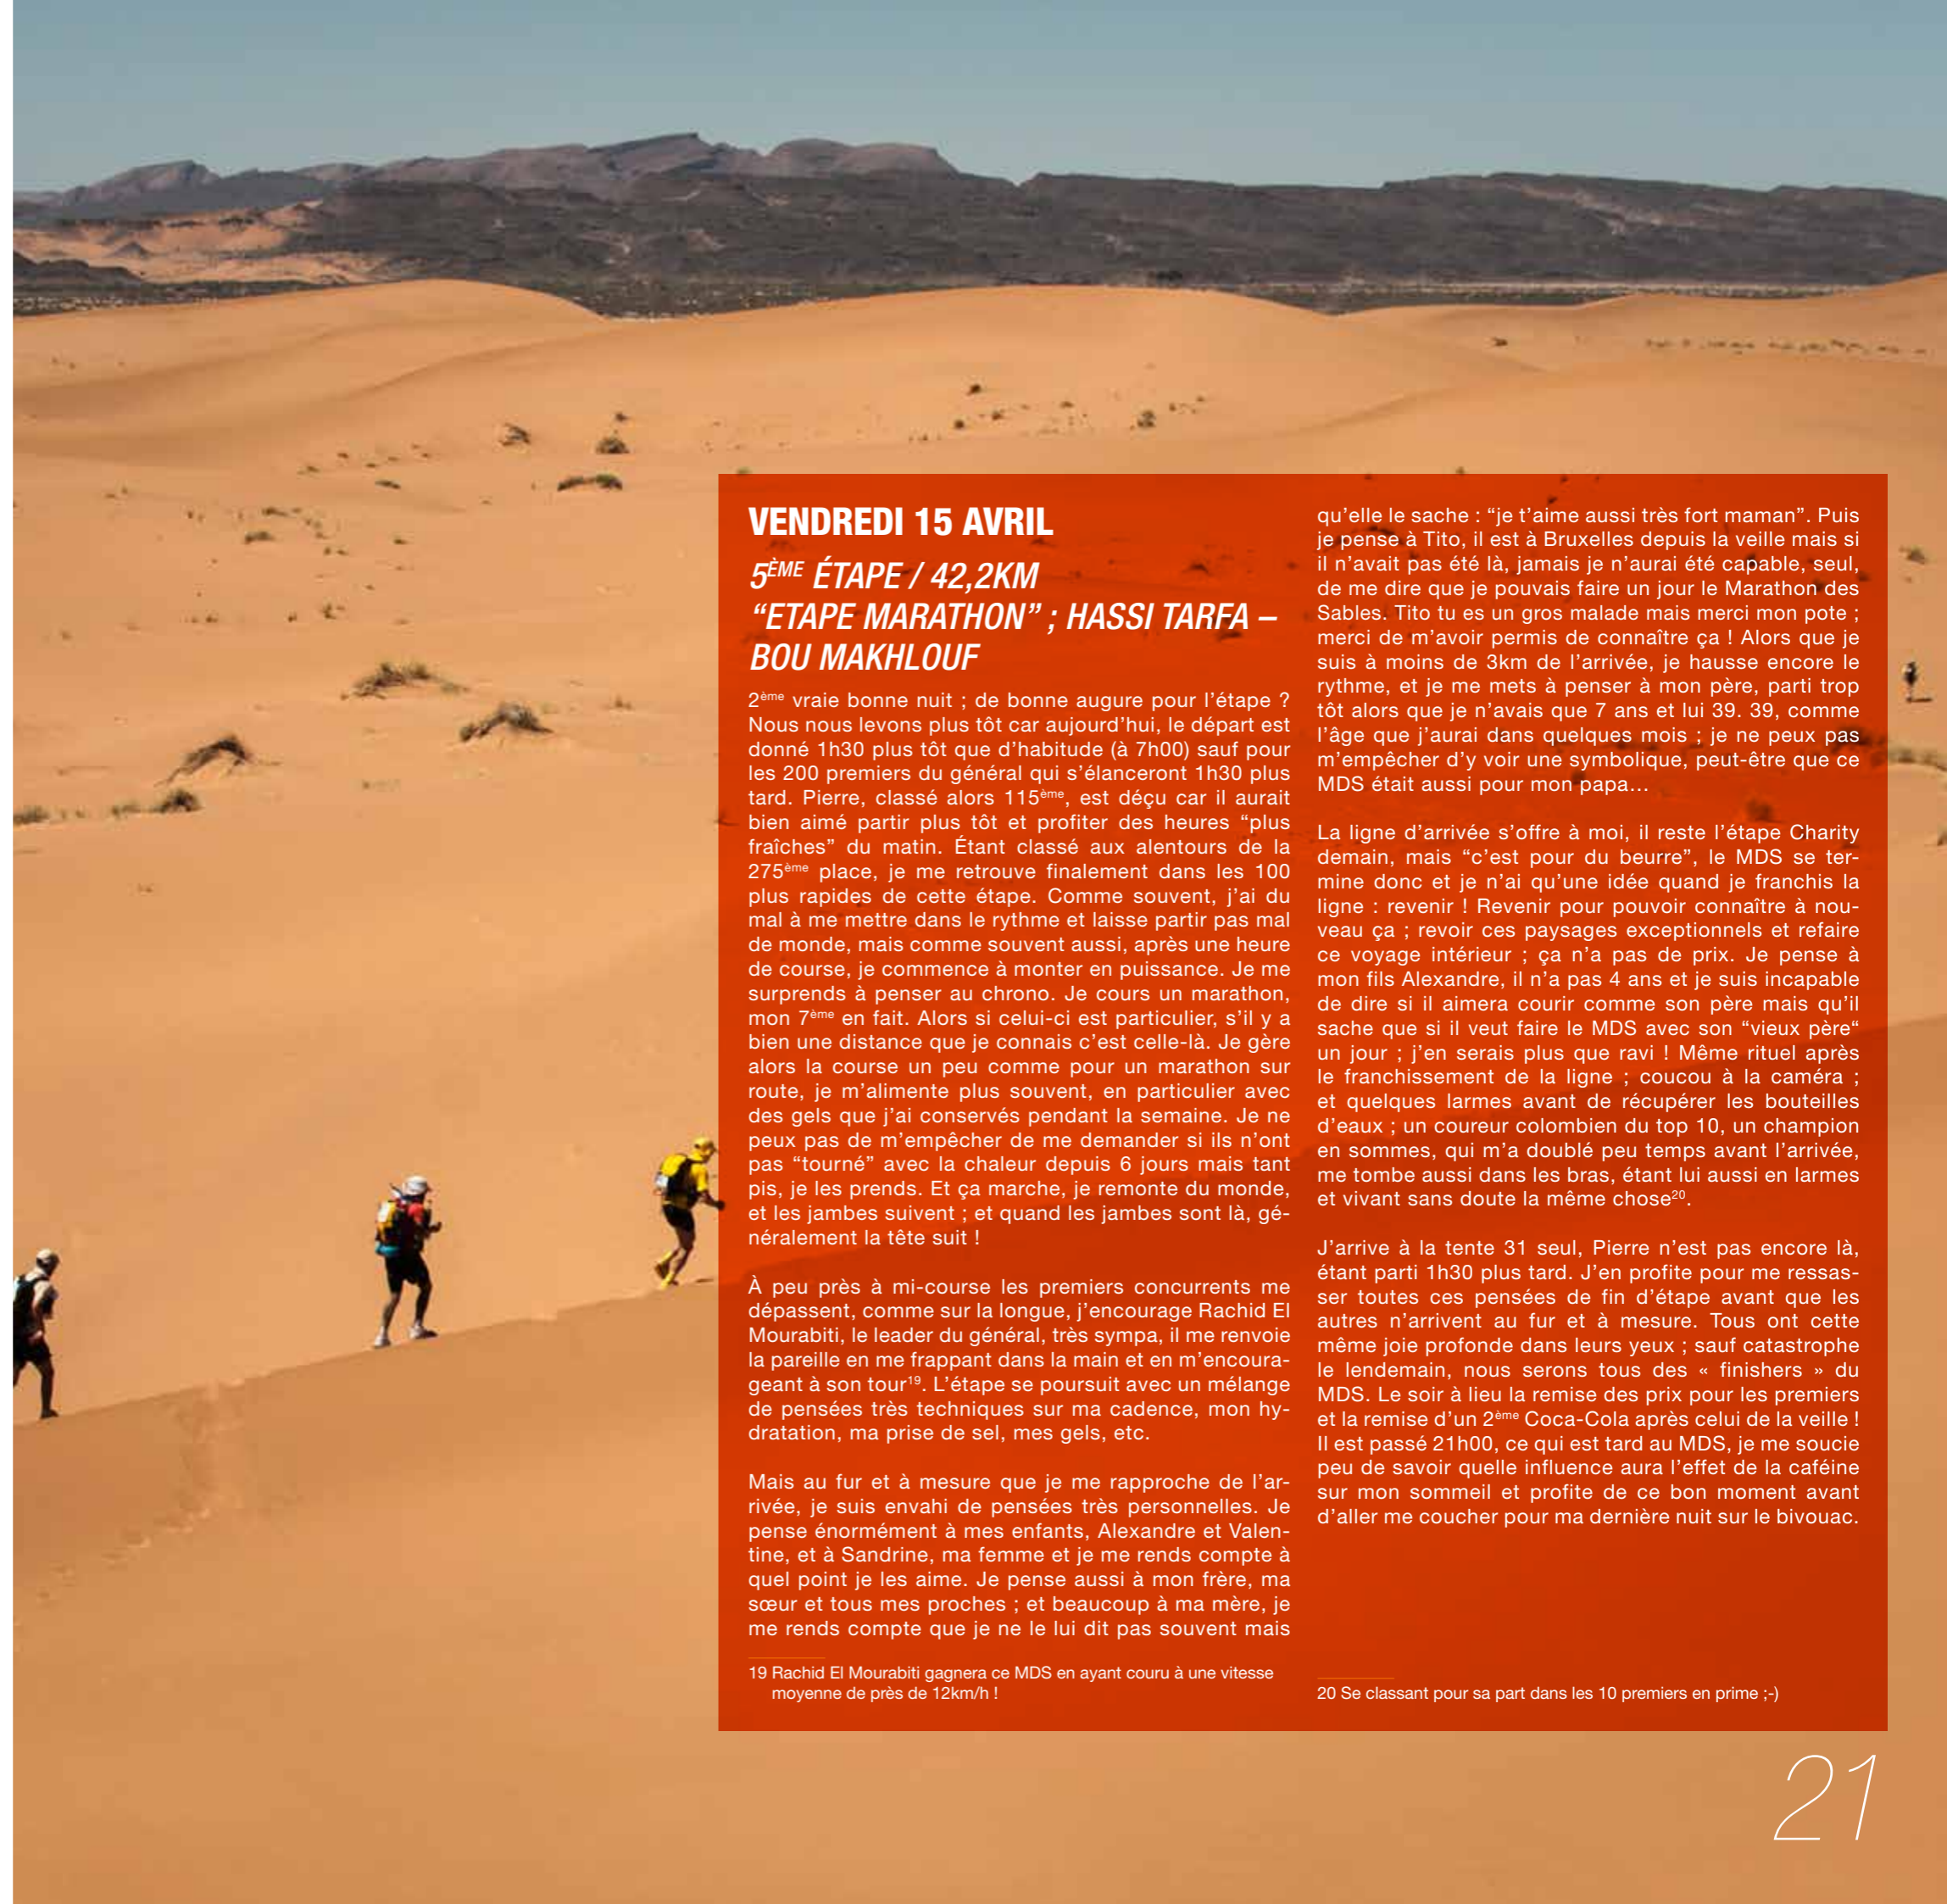 VENDREDI 15 AVRIL
5ÈME ÉTAPE / 42,2KM
“ETAPE MARATHON” ; HASSI TARFA –
BOU MAKHLOUF
2ème vraie bonne nuit ; de bonne augure pour l’étape ?
Nous nous levons plus tôt car aujourd’hui, le départ est
donné 1h30 plus tôt que d’habitude (à 7h00) sauf pour
les 200 premiers du général qui s’élanceront 1h30 plus
tard. Pierre, classé alors 115ème, est déçu car il aurait
bien aimé partir plus tôt et profiter des heures “plus
fraîches” du matin. Étant classé aux alentours de la
275ème place, je me retrouve finalement dans les 100
plus rapides de cette étape. Comme souvent, j’ai du
mal à me mettre dans le rythme et laisse partir pas mal
de monde, mais comme souvent aussi, après une heure
de course, je commence à monter en puissance. Je me
surprends à penser au chrono. Je cours un marathon,
mon 7ème en fait. Alors si celui-ci est particulier, s’il y a
bien une distance que je connais c’est celle-là. Je gère
alors la course un peu comme pour un marathon sur
route, je m’alimente plus souvent, en particulier avec
des gels que j’ai conservés pendant la semaine. Je ne
peux pas de m’empêcher de me demander si ils n’ont
pas “tourné” avec la chaleur depuis 6 jours mais tant
pis, je les prends. Et ça marche, je remonte du monde,
et les jambes suivent ; et quand les jambes sont là, gé-
néralement la tête suit !
À peu près à mi-course les premiers concurrents me
dépassent, comme sur la longue, j’encourage Rachid El
Mourabiti, le leader du général, très sympa, il me renvoie
la pareille en me frappant dans la main et en m’encoura-
geant à son tour19. L’étape se poursuit avec un mélange
de pensées très techniques sur ma cadence, mon hy-
dratation, ma prise de sel, mes gels, etc.
Mais au fur et à mesure que je me rapproche de l’ar-
rivée, je suis envahi de pensées très personnelles. Je
pense énormément à mes enfants, Alexandre et Valen-
tine, et à Sandrine, ma femme et je me rends compte à
quel point je les aime. Je pense aussi à mon frère, ma
sœur et tous mes proches ; et beaucoup à ma mère, je
me rends compte que je ne le lui dit pas souvent mais
19 Rachid El Mourabiti gagnera ce MDS en ayant couru à une vitesse
moyenne de près de 12km/h !
qu’elle le sache : “je t’aime aussi très fort maman”. Puis
je pense à Tito, il est à Bruxelles depuis la veille mais si
il n’avait pas été là, jamais je n’aurai été capable, seul,
de me dire que je pouvais faire un jour le Marathon des
Sables. Tito tu es un gros malade mais merci mon pote ;
merci de m’avoir permis de connaître ça ! Alors que je
suis à moins de 3km de l’arrivée, je hausse encore le
rythme, et je me mets à penser à mon père, parti trop
tôt alors que je n’avais que 7 ans et lui 39. 39, comme
l’âge que j’aurai dans quelques mois ; je ne peux pas
m’empêcher d’y voir une symbolique, peut-être que ce
MDS était aussi pour mon papa…
La ligne d’arrivée s’offre à moi, il reste l’étape Charity
demain, mais “c’est pour du beurre”, le MDS se ter-
mine donc et je n’ai qu’une idée quand je franchis la
ligne : revenir ! Revenir pour pouvoir connaître à nou-
veau ça ; revoir ces paysages exceptionnels et refaire
ce voyage intérieur ; ça n’a pas de prix. Je pense à
mon fils Alexandre, il n’a pas 4 ans et je suis incapable
de dire si il aimera courir comme son père mais qu’il
sache que si il veut faire le MDS avec son “vieux père“
un jour ; j’en serais plus que ravi ! Même rituel après
le franchissement de la ligne ; coucou à la caméra ;
et quelques larmes avant de récupérer les bouteilles
d’eaux ; un coureur colombien du top 10, un champion
en sommes, qui m’a doublé peu temps avant l’arrivée,
me tombe aussi dans les bras, étant lui aussi en larmes
et vivant sans doute la même chose20.
J’arrive à la tente 31 seul, Pierre n’est pas encore là,
étant parti 1h30 plus tard. J’en profite pour me ressas-
ser toutes ces pensées de fin d’étape avant que les
autres n’arrivent au fur et à mesure. Tous ont cette
même joie profonde dans leurs yeux ; sauf catastrophe
le lendemain, nous serons tous des « finishers » du
MDS. Le soir à lieu la remise des prix pour les premiers
et la remise d’un 2ème Coca-Cola après celui de la veille !
Il est passé 21h00, ce qui est tard au MDS, je me soucie
peu de savoir quelle influence aura l’effet de la caféine
sur mon sommeil et profite de ce bon moment avant
d’aller me coucher pour ma dernière nuit sur le bivouac.
20 Se classant pour sa part dans les 10 premiers en prime ;-)
21